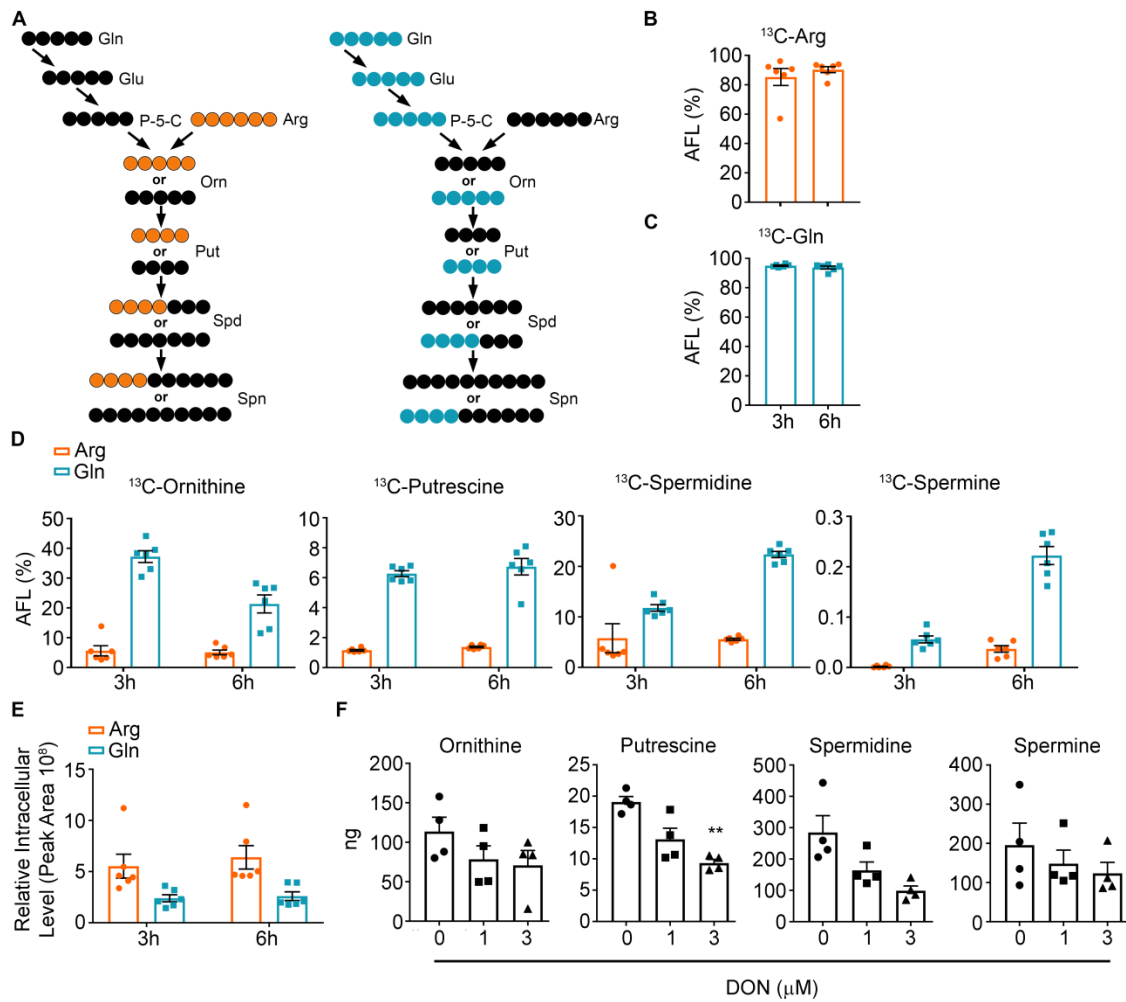 A
Gln
Glu
P-5-C
Arg
or
Orn
or
Put
or
Spd
or
Spn
Gln
Glu
P-5-C
Arg
or
Orn
or
Put
or
Spd
or
Spn
B
¹³C-Arg
AFL (%)
100
80
60
40
20
0
C
¹³C-Gln
AFL (%)
100
80
60
40
20
0
3h 6h
D
Arg
Gln
¹³C-Ornithine
AFL (%)
50
40
30
20
10
0
3h 6h
¹³C-Putrescine
10
8
6
4
2
0
3h 6h
¹³C-Spermidine
30
20
10
0
3h 6h
¹³C-Spermine
0.3
0.2
0.1
0.0
3h 6h
E
Arg
Gln
Relative Intracellular
Level (Peak Area 10⁸)
15
10
5
0
3h 6h
F
Ornithine
ng
200
150
100
50
0
0 1 3
Putrescine
25
20
15
10
5
0
**
0 1 3
Spermidine
500
400
300
200
100
0
0 1 3
Spermine
400
300
200
100
0
0 1 3
DON (μM)